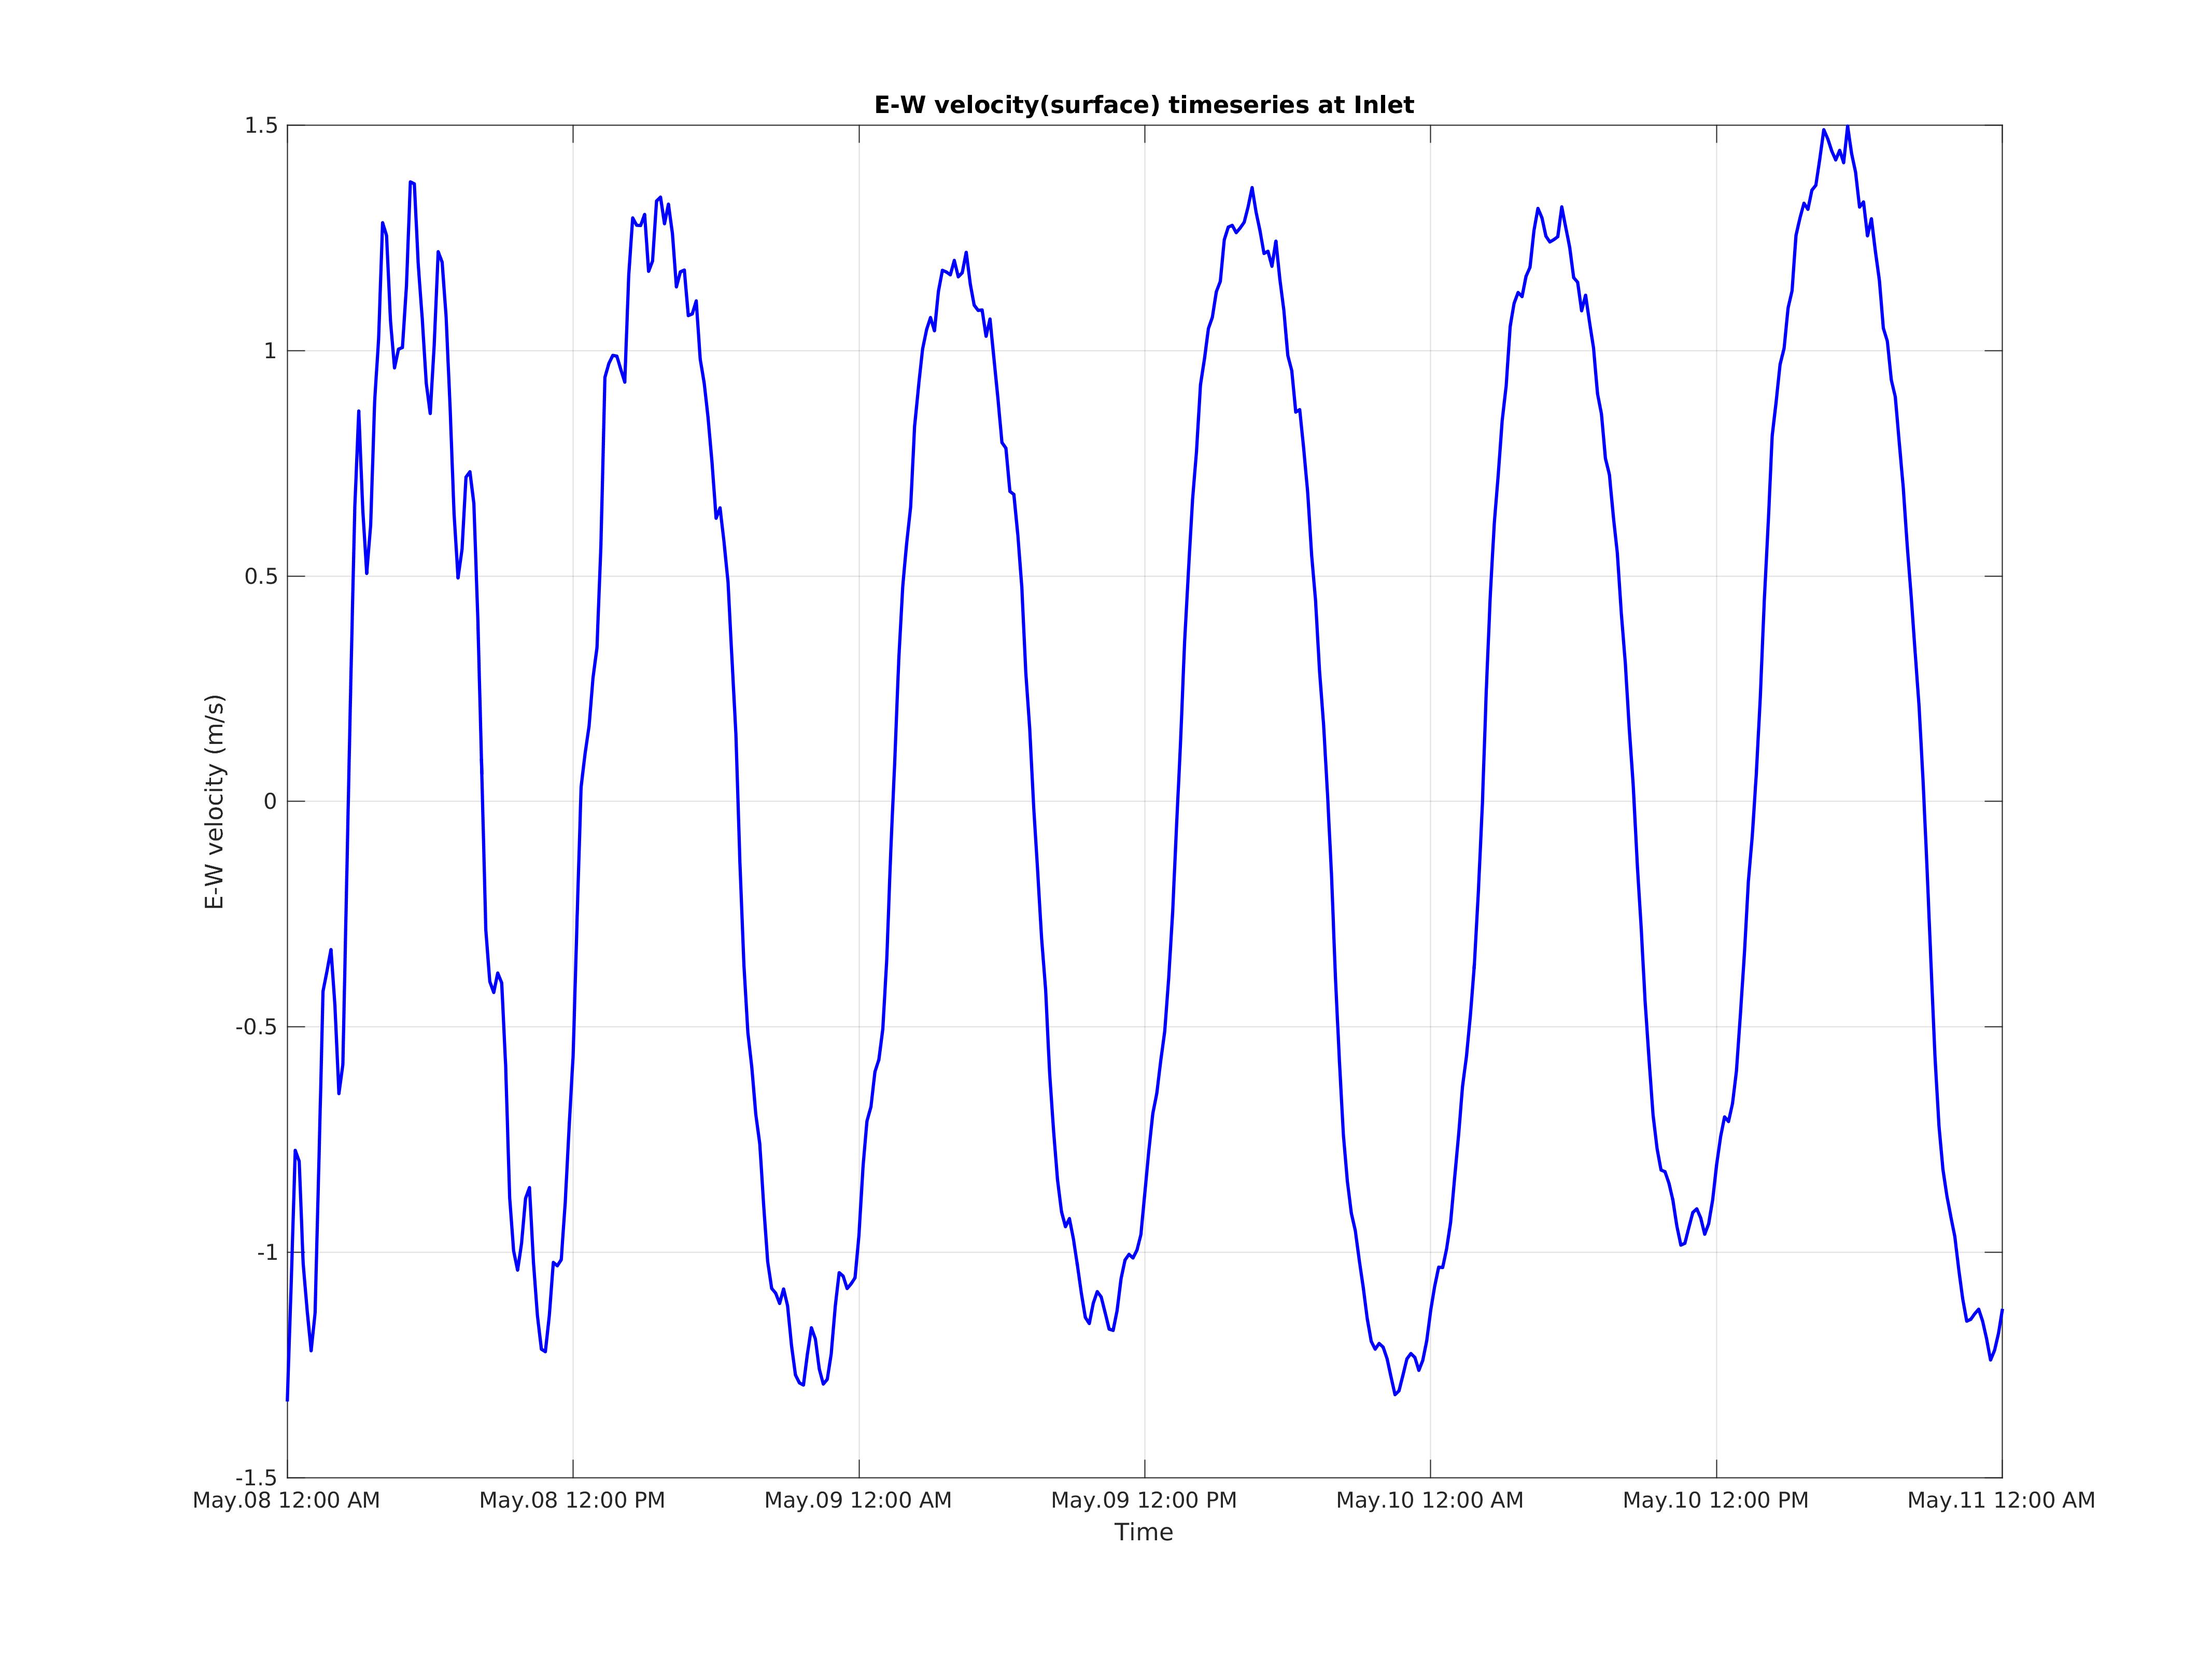 E-W velocity(surface) timeseries at Inlet
1.5
1
0.5
0
-0.5
-1
-1.5
E-W velocity (m/s)
May.08 12:00 AM May.08 12:00 PM May.09 12:00 AM May.09 12:00 PM May.10 12:00 AM May.10 12:00 PM May.11 12:00 AM
Time